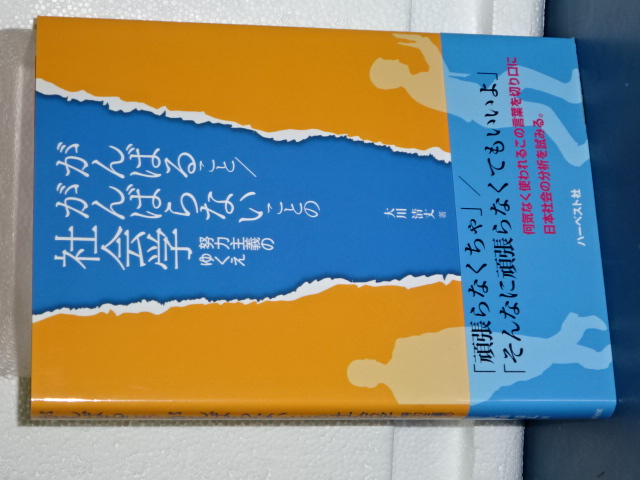 がんばること/
がんばらないことの
社会学
努力主義の
ゆくえ
大川清丈 著
「頑張らなくちゃ」/
「そんなに頑張らなくてもいいよ」
何気なく使われるこの言葉を切り口に
日本社会の分析を試みる。
ハーベスト社